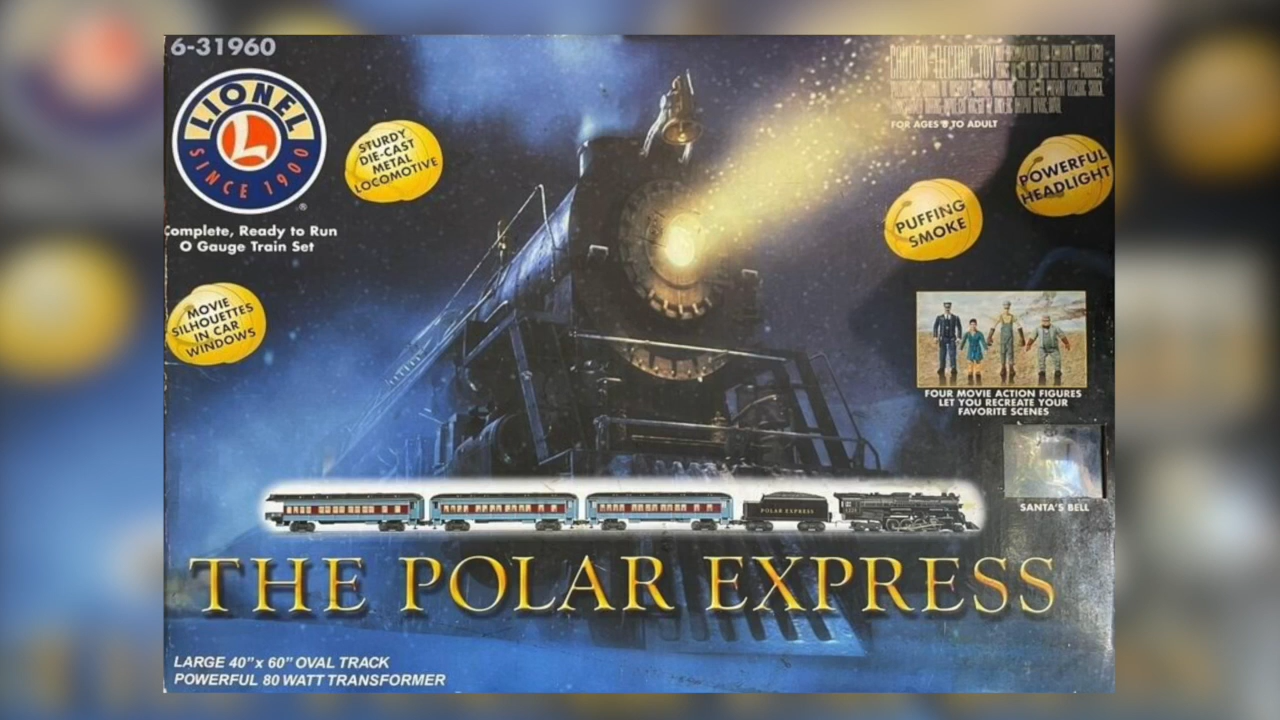 6-31960
LIONEL
SINCE 1900
®
omplete, Ready to Run
O Gauge Train Set
STURDY
DIE-CAST
METAL
LOCOMOTIVE
MOVIE
SILHOUETTES
IN CAR
WINDOWS
CAUTION - ELECTRIC TOY
FOR AGES 8 TO ADULT
POWERFUL
HEADLIGHT
PUFFING
SMOKE
FOUR MOVIE ACTION FIGURES
LET YOU RECREATE YOUR
FAVORITE SCENES
SANTA'S BELL
POLAR EXPRESS
THE POLAR EXPRESS
LARGE 40” x 60” OVAL TRACK
POWERFUL 80 WATT TRANSFORMER